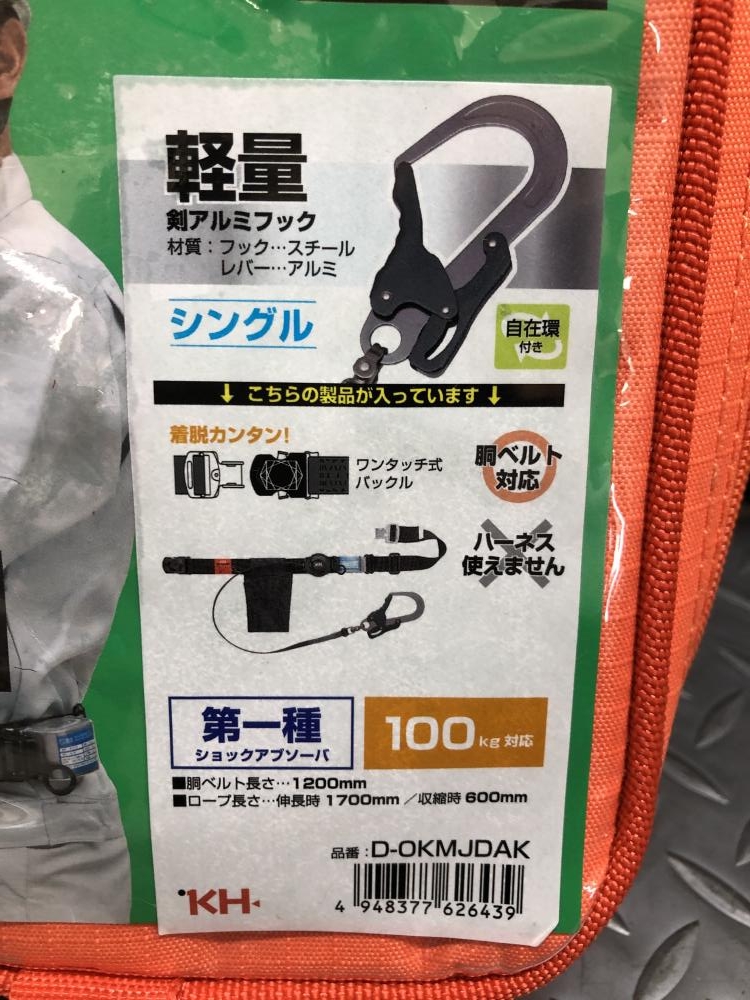 軽量
剣アルミフック
材質：フック…スチール
レバー…アルミ
シングル
自在環
付き
↓ こちらの製品が入っています ↓
着脱カンタン!
ワンタッチ式
バックル
胴ベルト
対応
ハーネス
使えません
第一種
ショックアブソーバ
100kg対応
■胴ベルト長さ…1200mm
■ロープ長さ…伸長時 1700mm／収縮時 600mm
品番：D-OKMJDAK
KH
4 948377 626439